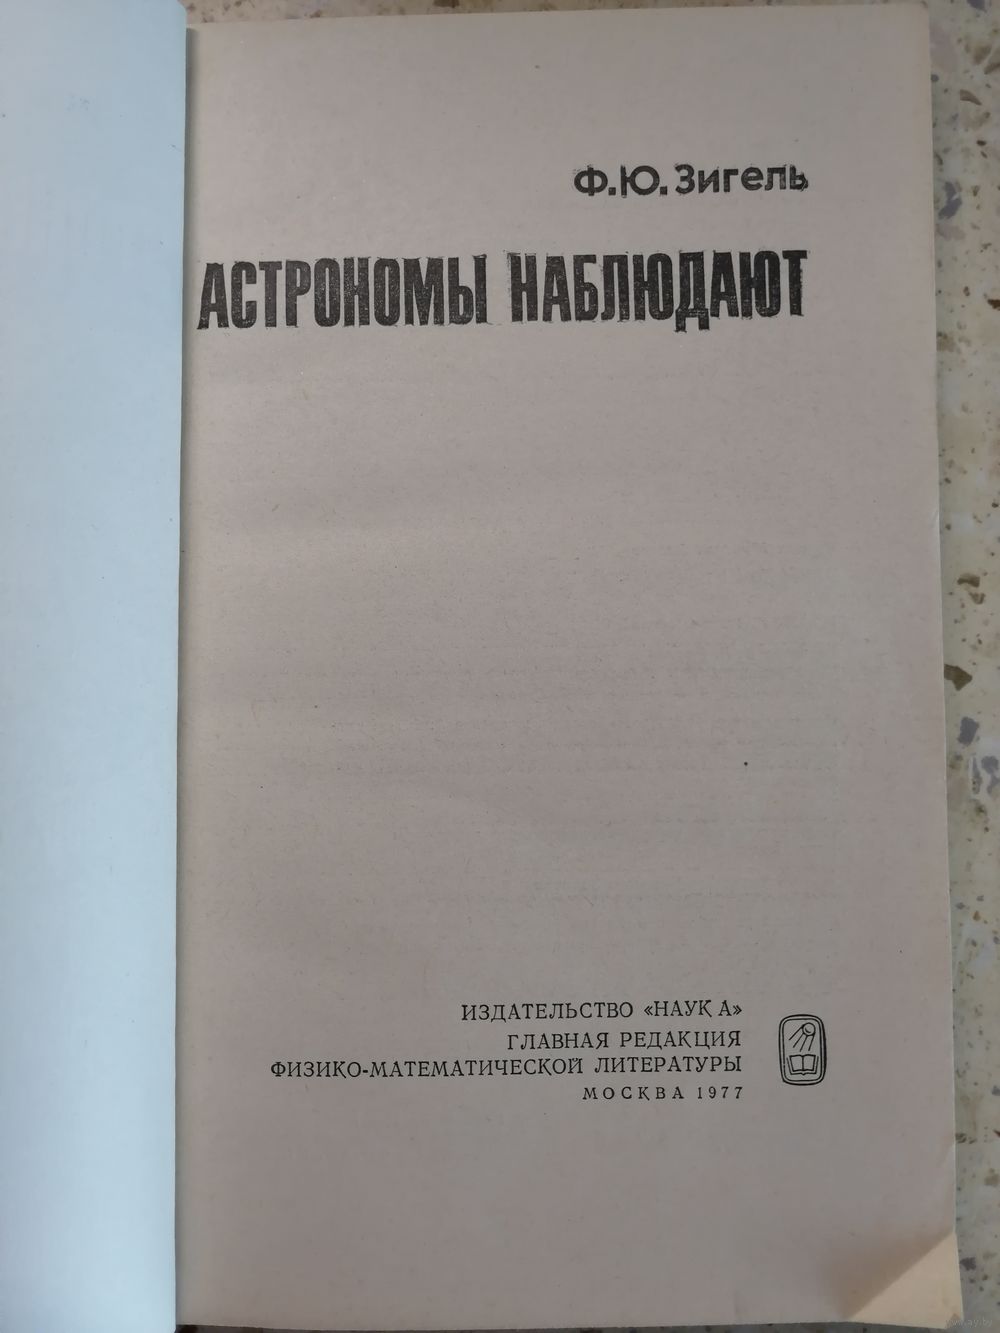 Ф.Ю.Зигель
АСТРОНОМЫ НАБЛЮДАЮТ
ИЗДАТЕЛЬСТВО «НАУКА»
ГЛАВНАЯ РЕДАКЦИЯ
ФИЗИКО-МАТЕМАТИЧЕСКОЙ ЛИТЕРАТУРЫ
МОСКВА 1977